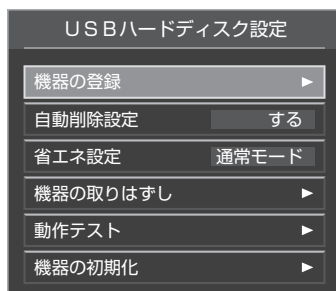 ＵＳＢハードディスク設定
機器の登録 ▶
自動削除設定 する
省エネ設定 通常モード
機器の取りはずし ▶
動作テスト ▶
機器の初期化 ▶